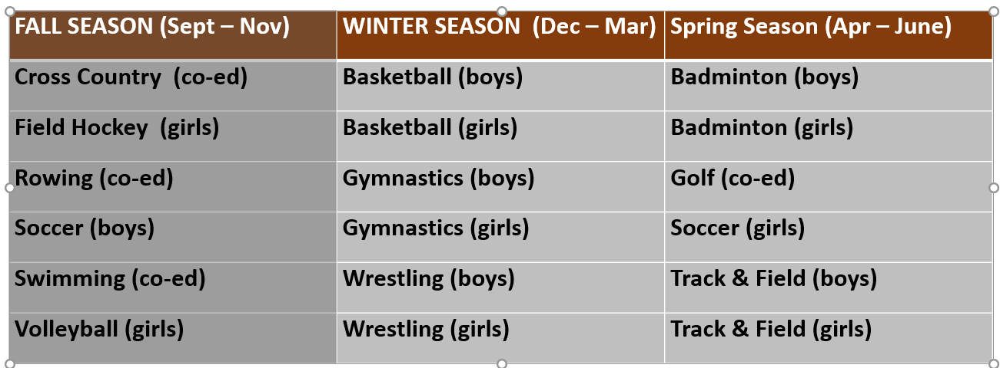 FALL SEASON (Sept – Nov) WINTER SEASON  (Dec – Mar) Spring Season (Apr – June)
Cross Country  (co-ed) Basketball (boys) Badminton (boys)
Field Hockey  (girls) Basketball (girls) Badminton (girls)
Rowing (co-ed) Gymnastics (boys) Golf (co-ed)
Soccer (boys) Gymnastics (girls) Soccer (girls)
Swimming (co-ed) Wrestling (boys) Track & Field (boys)
Volleyball (girls) Wrestling (girls) Track & Field (girls)